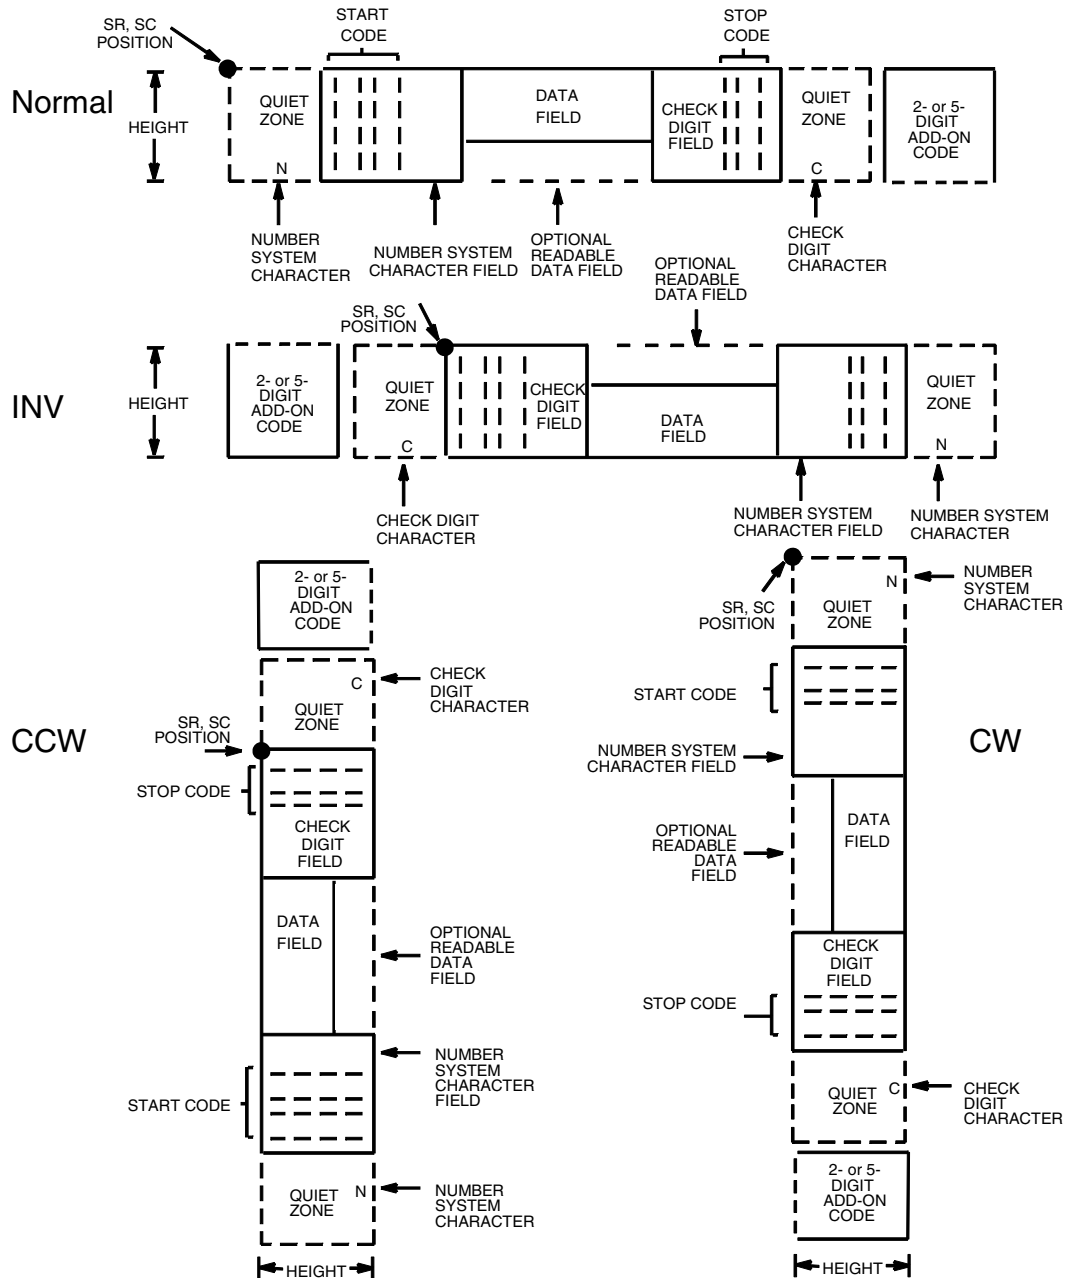 SR, SC
POSITION
START
CODE
STOP
CODE
Normal
HEIGHT
QUIET
ZONE
N
DATA
FIELD
CHECK
DIGIT
FIELD
QUIET
ZONE
C
2- or 5-
DIGIT
ADD-ON
CODE
NUMBER
SYSTEM
CHARACTER
NUMBER SYSTEM
CHARACTER FIELD
OPTIONAL
READABLE
DATA FIELD
CHECK
DIGIT
CHARACTER
OPTIONAL
READABLE
DATA FIELD
SR, SC
POSITION
INV
HEIGHT
2- or 5-
DIGIT
ADD-ON
CODE
QUIET
ZONE
C
CHECK
DIGIT
FIELD
DATA
FIELD
QUIET
ZONE
N
CHECK DIGIT
CHARACTER
NUMBER SYSTEM
CHARACTER FIELD
NUMBER SYSTEM
CHARACTER
CCW
2- or 5-
DIGIT
ADD-ON
CODE
C
QUIET
ZONE
CHECK
DIGIT
CHARACTER
SR, SC
POSITION
STOP CODE
CHECK
DIGIT
FIELD
DATA
FIELD
OPTIONAL
READABLE
DATA
FIELD
NUMBER
SYSTEM
CHARACTER
FIELD
START CODE
QUIET
ZONE
N
NUMBER
SYSTEM
CHARACTER
HEIGHT
CW
SR, SC
POSITION
N
QUIET
ZONE
NUMBER
SYSTEM
CHARACTER
START CODE
NUMBER SYSTEM
CHARACTER FIELD
OPTIONAL
READABLE
DATA
FIELD
DATA
FIELD
CHECK
DIGIT
FIELD
STOP CODE
QUIET
ZONE
C
CHECK
DIGIT
CHARACTER
2- or 5-
DIGIT
ADD-ON
CODE
HEIGHT